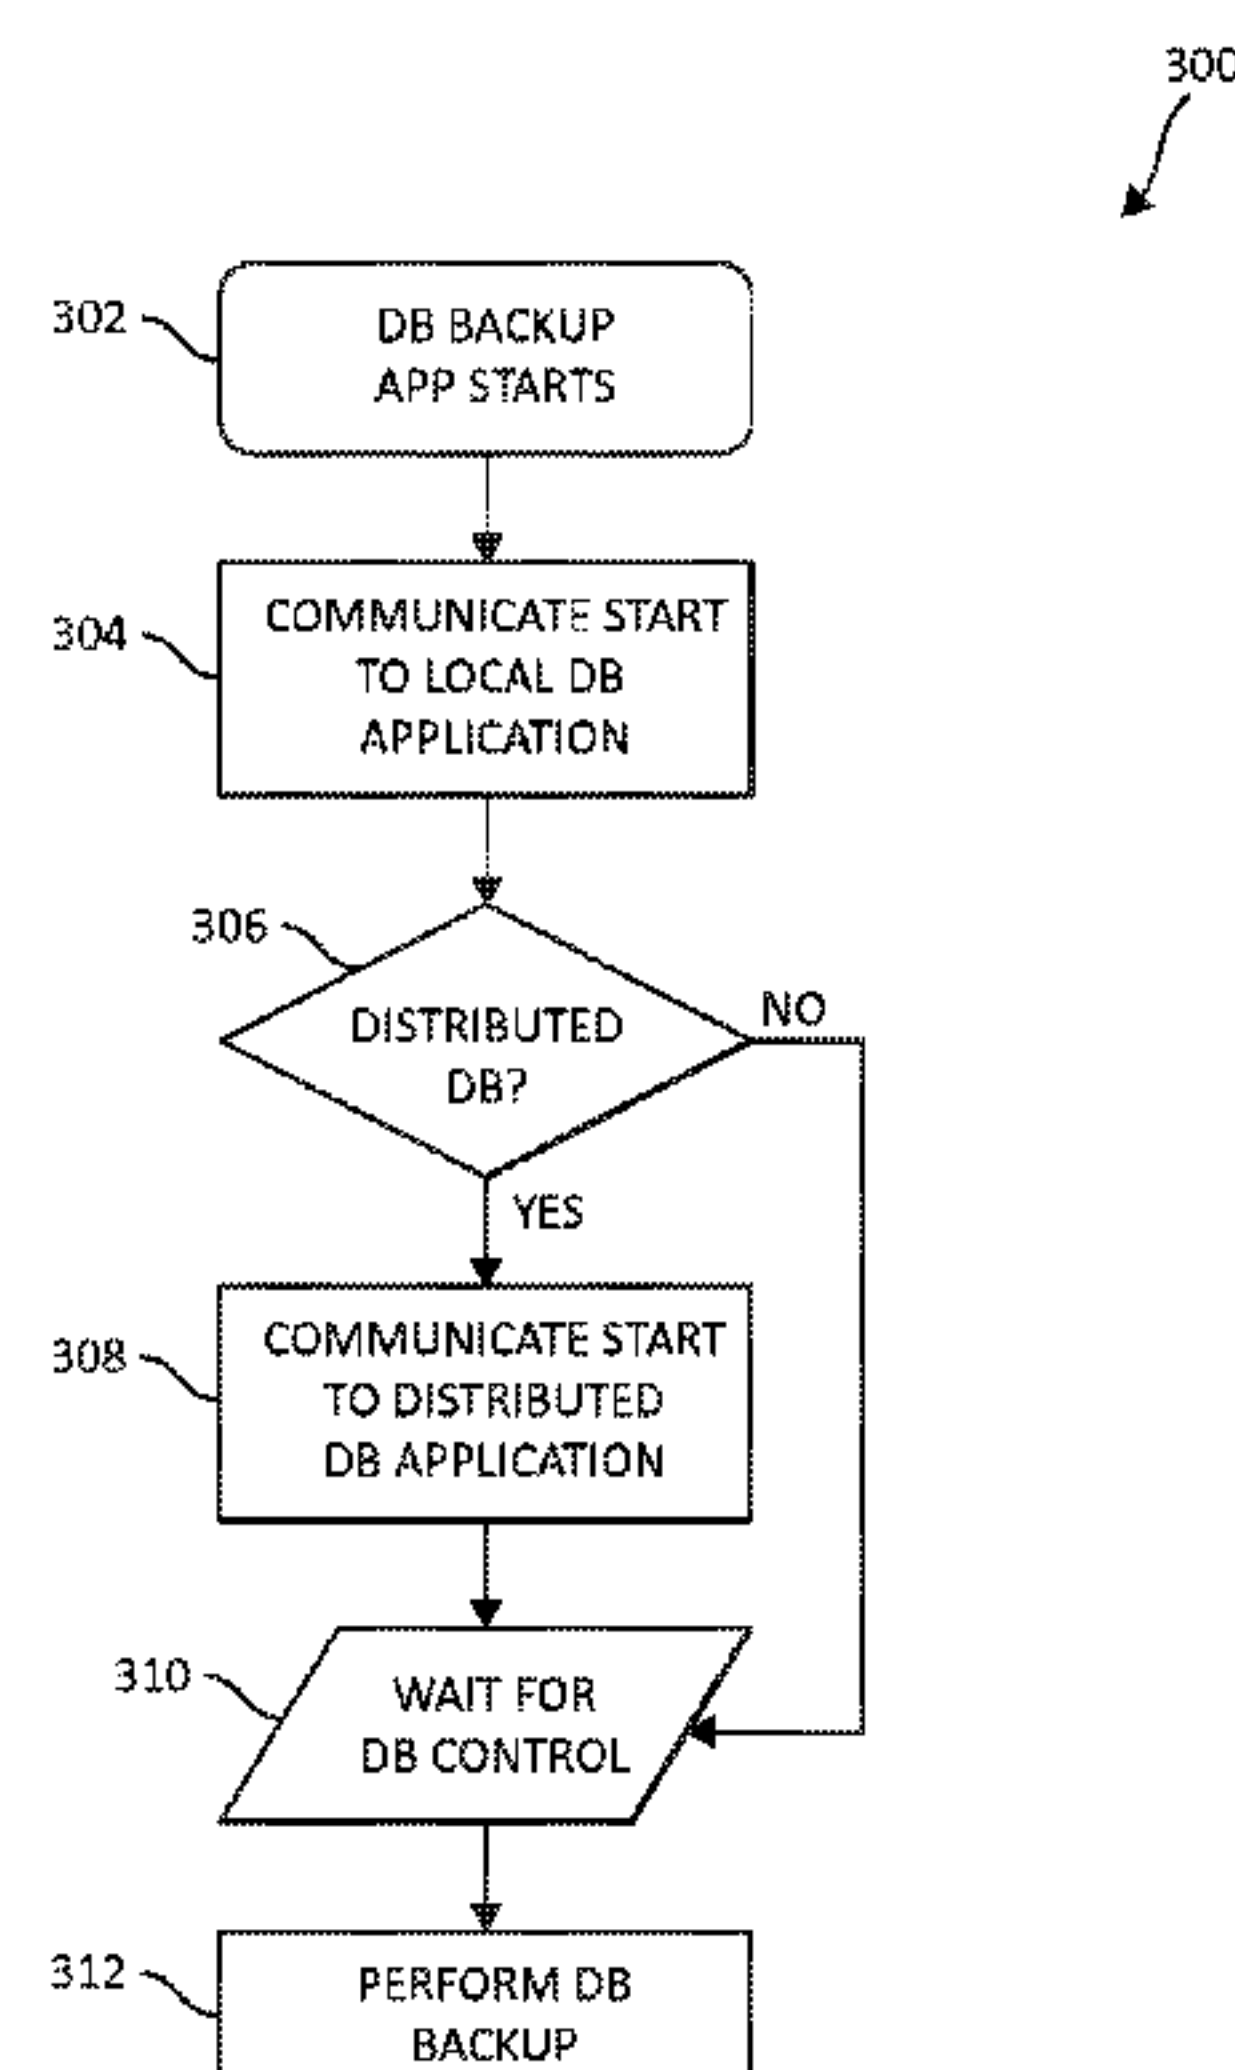 300
302
DB BACKUP
APP STARTS
304
COMMUNICATE START
TO LOCAL DB
APPLICATION
306
DISTRIBUTED
DB?
NO
YES
308
COMMUNICATE START
TO DISTRIBUTED
DB APPLICATION
310
WAIT FOR
DB CONTROL
312
PERFORM DB
BACKUP